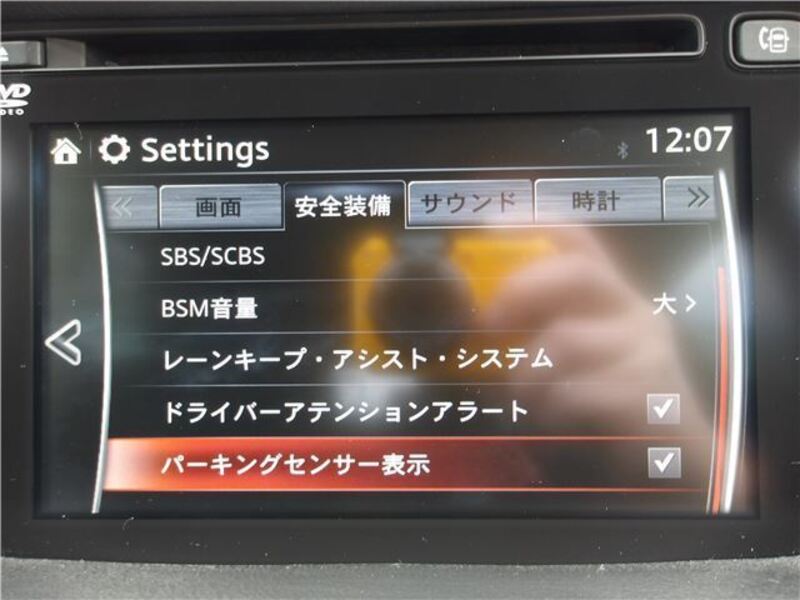 DVD
VIDEO
Settings
12:07
画面
安全装備
サウンド
時計
SBS/SCBS
BSM音量
大
レーンキープ・アシスト・システム
ドライバーアテンションアラート
パーキングセンサー表示